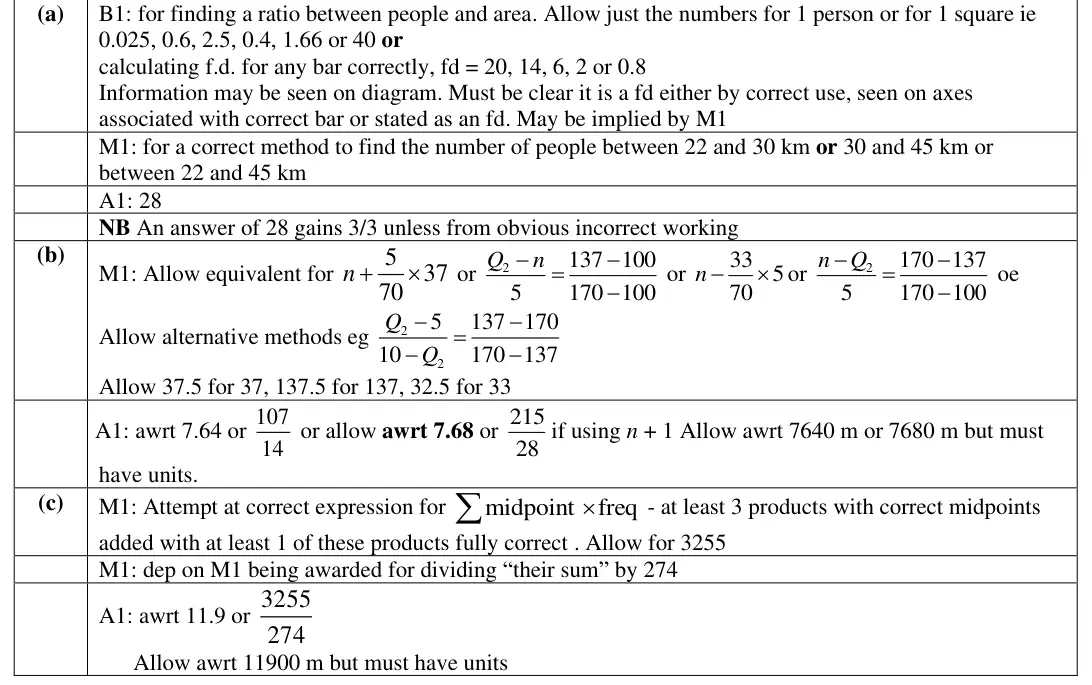 (a) B1: for finding a ratio between people and area. Allow just the numbers for 1 person or for 1 square ie
0.025, 0.6, 2.5, 0.4, 1.66 or 40 or
calculating f.d. for any bar correctly, fd = 20, 14, 6, 2 or 0.8
Information may be seen on diagram. Must be clear it is a fd either by correct use, seen on axes
associated with correct bar or stated as an fd. May be implied by M1
M1: for a correct method to find the number of people between 22 and 30 km or 30 and 45 km or
between 22 and 45 km
A1: 28
NB An answer of 28 gains 3/3 unless from obvious incorrect working
(b) M1: Allow equivalent for n + 5/70 × 37 or (Q₂ − n)/5 = (137 − 100)/(170 − 100) or n − 33/70 × 5 or (n − Q₂)/5 = (170 − 137)/(170 − 100) oe
Allow alternative methods eg (Q₂ − 5)/(10 − Q₂) = (137 − 170)/(170 − 137)
Allow 37.5 for 37, 137.5 for 137, 32.5 for 33
A1: awrt 7.64 or 107/14 or allow awrt 7.68 or 215/28 if using n + 1 Allow awrt 7640 m or 7680 m but must
have units.
(c) M1: Attempt at correct expression for ∑ midpoint × freq - at least 3 products with correct midpoints
added with at least 1 of these products fully correct . Allow for 3255
M1: dep on M1 being awarded for dividing “their sum” by 274
A1: awrt 11.9 or 3255/274
Allow awrt 11900 m but must have units